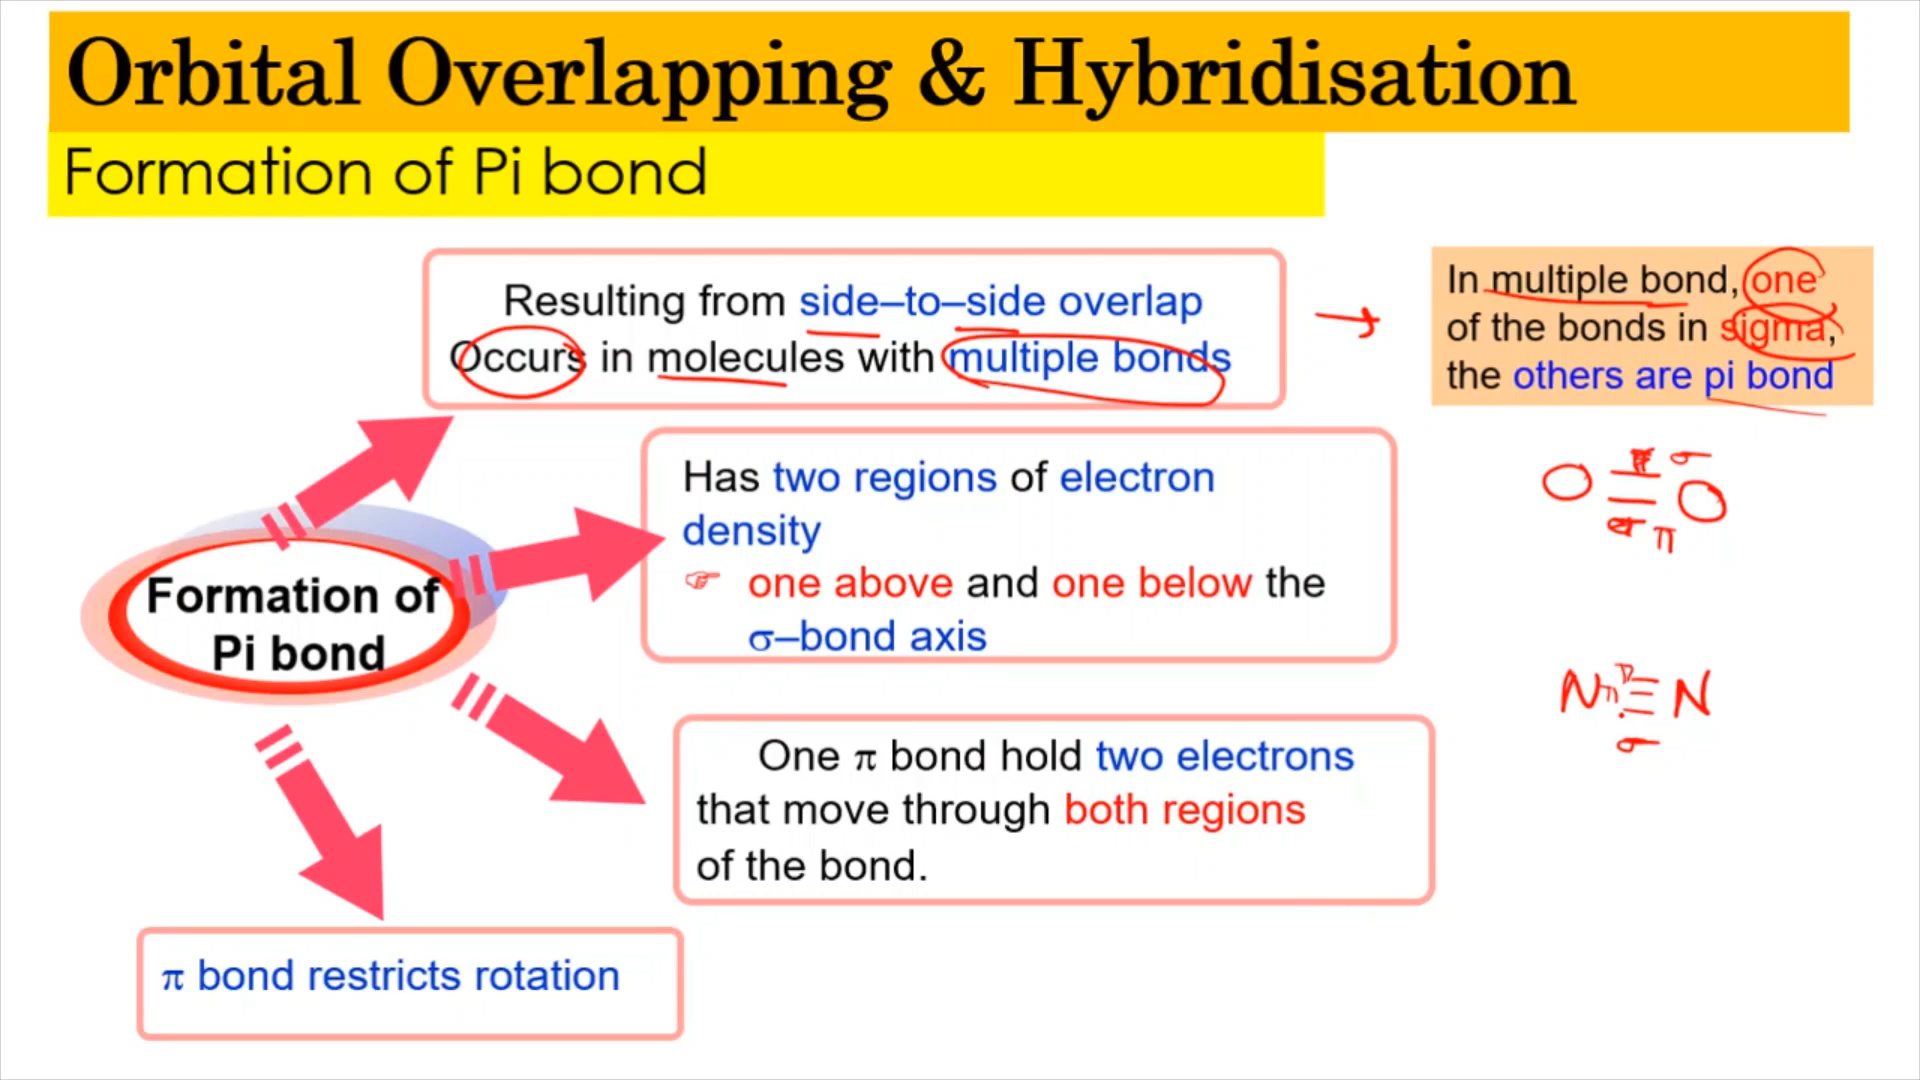 Orbital Overlapping & Hybridisation
Formation of Pi bond
Resulting from side–to–side overlap
Occurs in molecules with multiple bonds
In multiple bond, one
of the bonds in sigma,
the others are pi bond
Has two regions of electron
density
☞ one above and one below the
σ–bond axis
Formation of
Pi bond
One π bond hold two electrons
that move through both regions
of the bond.
π bond restricts rotation
σ
O = O
π
π
N π ≡ N
σ